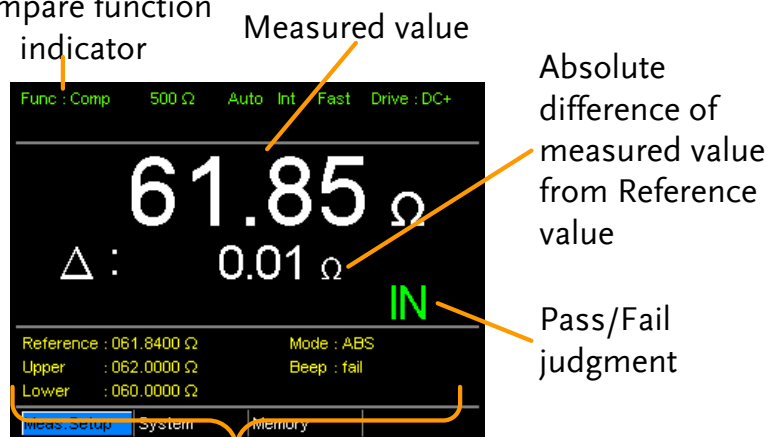 mpare function
indicator
Measured value
Absolute
difference of
measured value
from Reference
value
Func : Comp 500 Ω Auto Int Fast Drive : DC+
61.85 Ω
Δ : 0.01 Ω
IN
Pass/Fail
judgment
Reference : 061.8400 Ω Mode : ABS
Upper : 062.0000 Ω Beep : fail
Lower : 060.0000 Ω
Meas.Setup System Memory